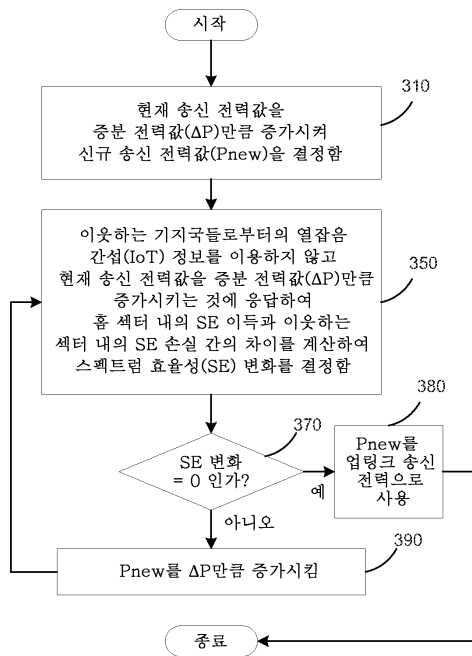 시작
310
현재 송신 전력값을
증분 전력값(ΔP)만큼 증가시켜
신규 송신 전력값(Pnew)을 결정함
이웃하는 기지국들로부터의 열잡음
간섭(IoT) 정보를 이용하지 않고
현재 송신 전력값을 증분 전력값(ΔP)만큼
증가시키는 것에 응답하여
홈 섹터 내의 SE 이득과 이웃하는
섹터 내의 SE 손실 간의 차이를 계산하여
스펙트럼 효율성(SE) 변화를 결정함
350
370
SE 변화
= 0 인가?
예
380
Pnew를
업링크 송신
전력으로
사용
아니오
390
Pnew를 ΔP만큼 증가시킴
종료